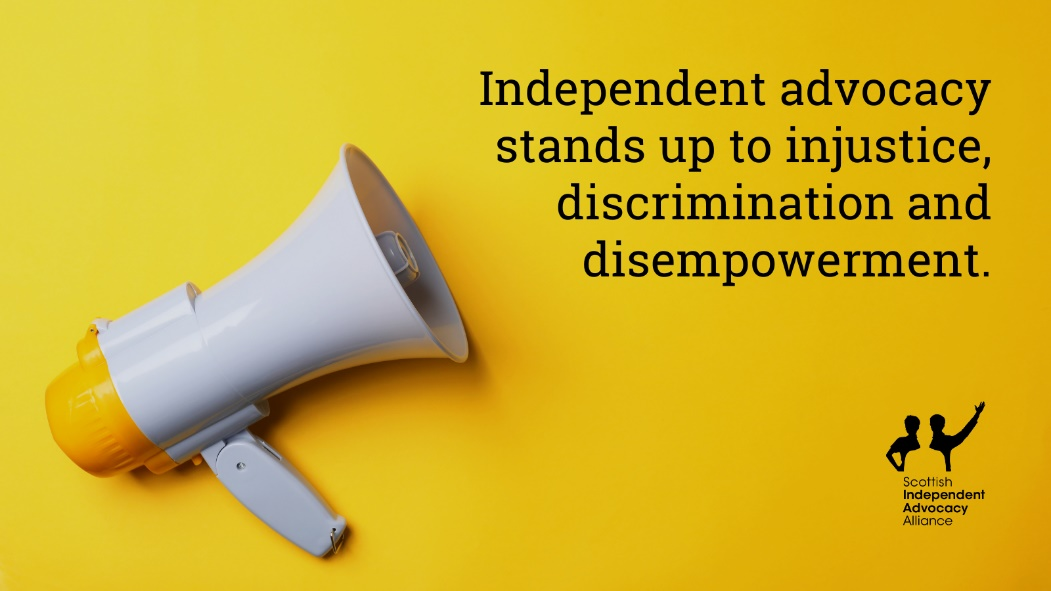 Independent advocacy
stands up to injustice,
discrimination and
disempowerment.
Scottish
Independent
Advocacy
Alliance